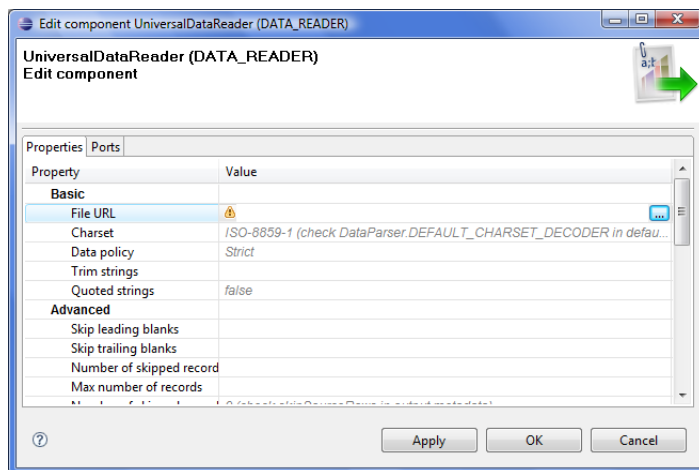 Edit component UniversalDataReader (DATA_READER)
UniversalDataReader (DATA_READER)
Edit component
a;b
Properties Ports
Property Value
Basic
File URL ...
Charset ISO-8859-1 (check DataParser.DEFAULT_CHARSET_DECODER in defau...
Data policy Strict
Trim strings
Quoted strings false
Advanced
Skip leading blanks
Skip trailing blanks
Number of skipped record
Max number of records
? Apply OK Cancel